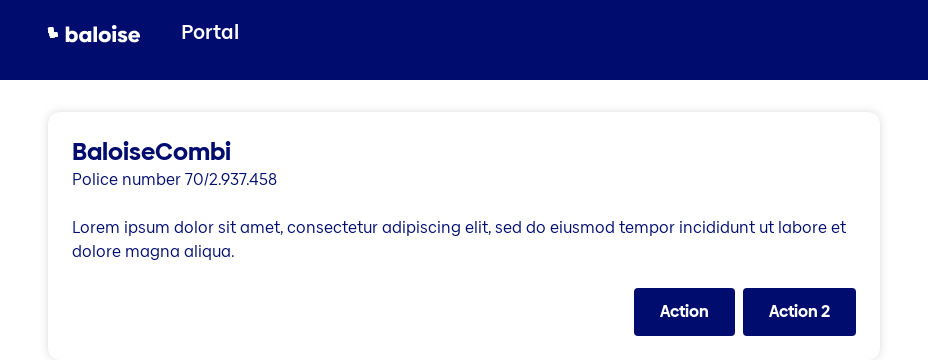 baloise
Portal
BaloiseCombi
Police number 70/2.937.458
Lorem ipsum dolor sit amet, consectetur adipiscing elit, sed do eiusmod tempor incididunt ut labore et
dolore magna aliqua.
Action
Action 2